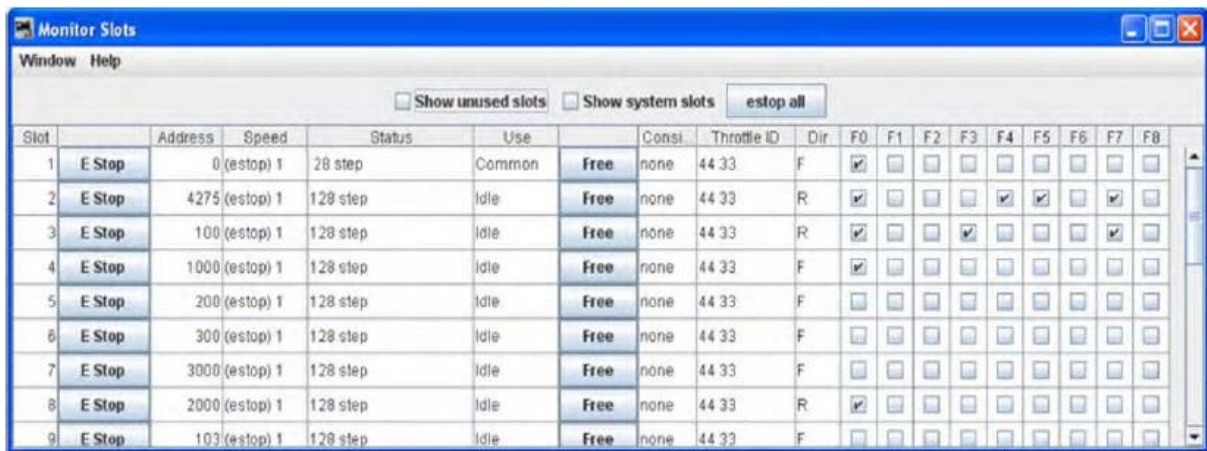 Monitor Slots
Window Help
Show unused slots Show system slots estop all
Slot Address Speed Status Use Consi... Throttle ID Dir F0 F1 F2 F3 F4 F5 F6 F7 F8
1 E Stop 0 (estop) 1 28 step Common Free none 44 33 F
2 E Stop 4275 (estop) 1 128 step Idle Free none 44 33 R
3 E Stop 100 (estop) 1 128 step Idle Free none 44 33 R
4 E Stop 1000 (estop) 1 128 step Idle Free none 44 33 F
5 E Stop 200 (estop) 1 128 step Idle Free none 44 33 F
6 E Stop 300 (estop) 1 128 step Idle Free none 44 33 F
7 E Stop 3000 (estop) 1 128 step Idle Free none 44 33 F
8 E Stop 2000 (estop) 1 128 step Idle Free none 44 33 R
9 E Stop 103 (estop) 1 128 step Idle Free none 44 33 F